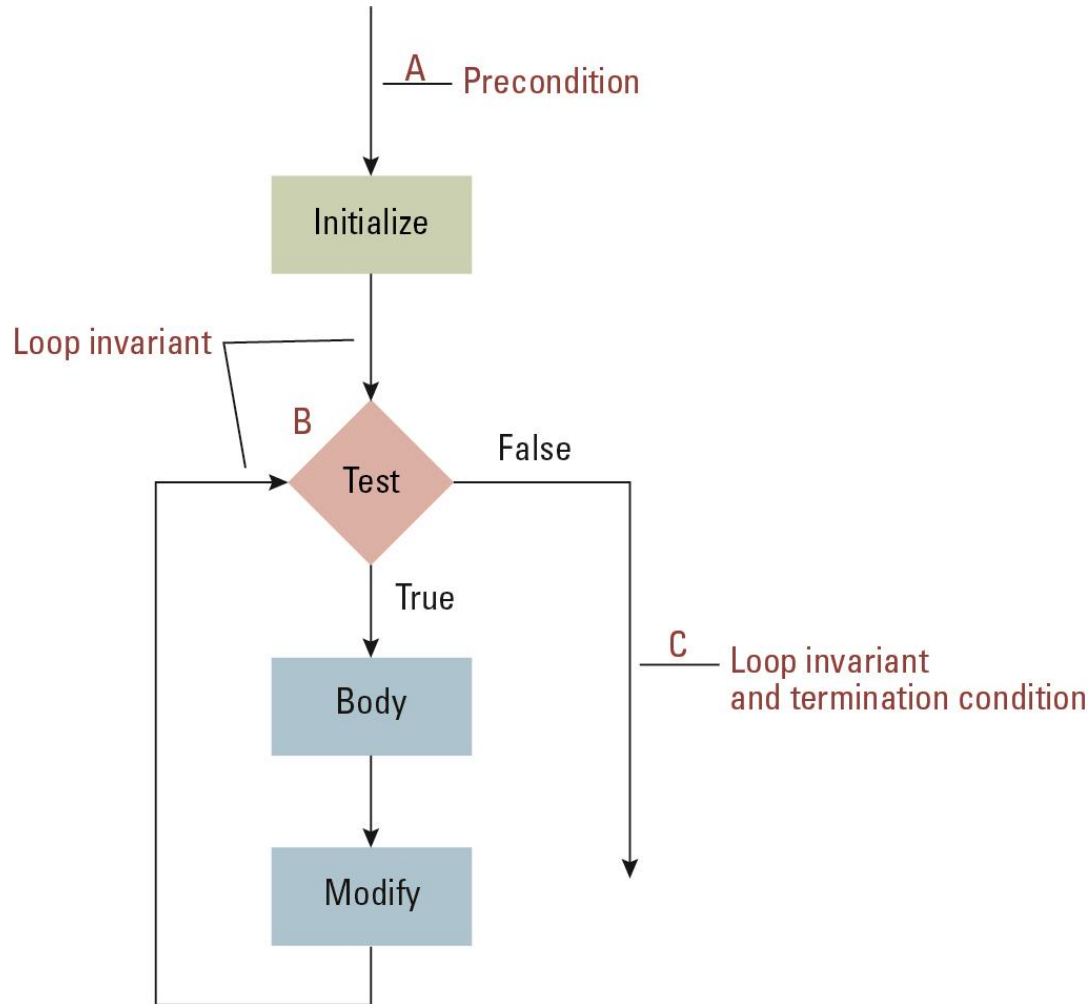 A
Precondition
Initialize
Loop invariant
B
Test
False
True
C
Loop invariant
and termination condition
Body
Modify